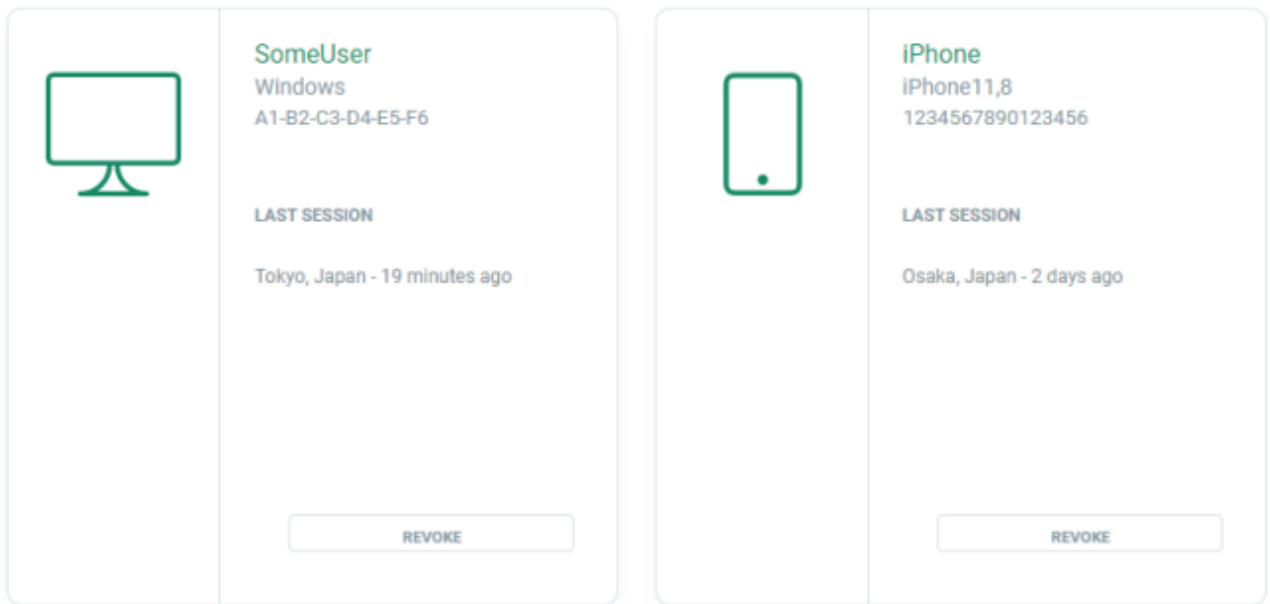 SomeUser
Windows
A1-B2-C3-D4-E5-F6
LAST SESSION
Tokyo, Japan - 19 minutes ago
REVOKE
iPhone
iPhone11,8
1234567890123456
LAST SESSION
Osaka, Japan - 2 days ago
REVOKE